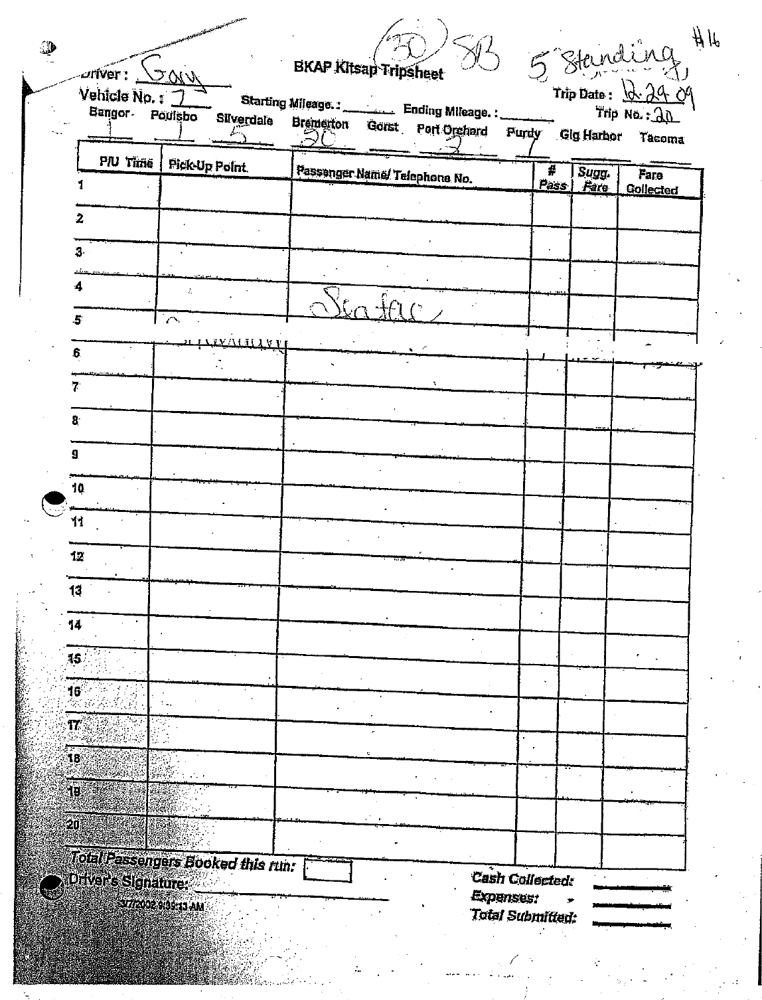 #16
30 SB 5 Standing
BKAP Kitsap Tripsheet
Driver: Gary
Trip Date: 12-29-09
Vehicle No.: 7 Starting Mileage.: Ending Mileage.: Trip No.: 20
Bangor Poulsbo Silverdale Bremerton Gorst Port Orchard Purdy Gig Harbor Tacoma
1 1 5 20 2 1
P/U Time Pick-Up Point. Passenger Name/ Telephone No. # Pass Sugg. Fare Fare Collected
1
2
3
4
Seatac
5
6
7
8
9
10
11
12
13
14
15
16
17
18
19
20
Total Passengers Booked this run:
Driver's Signature:
Cash Collected:
Expenses:
Total Submitted:
3/7/2002 9:39:13 AM